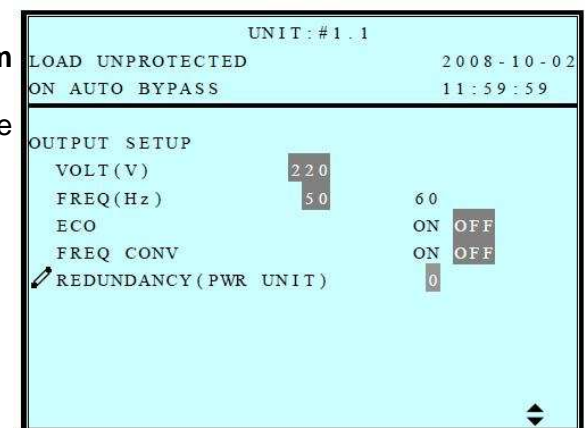 UNIT:#1.1
m
LOAD UNPROTECTED 2008-10-02
ON AUTO BYPASS 11:59:59
e
OUTPUT SETUP
VOLT(V) 220
FREQ(Hz) 50 60
ECO ON OFF
FREQ CONV ON OFF
REDUNDANCY(PWR UNIT) 0